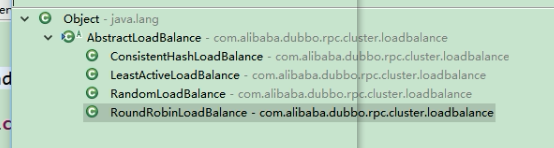 Object - java.lang
AbstractLoadBalance - com.alibaba.dubbo.rpc.cluster.loadbalance
ConsistentHashLoadBalance - com.alibaba.dubbo.rpc.cluster.loadbalance
LeastActiveLoadBalance - com.alibaba.dubbo.rpc.cluster.loadbalance
RandomLoadBalance - com.alibaba.dubbo.rpc.cluster.loadbalance
RoundRobinLoadBalance - com.alibaba.dubbo.rpc.cluster.loadbalance